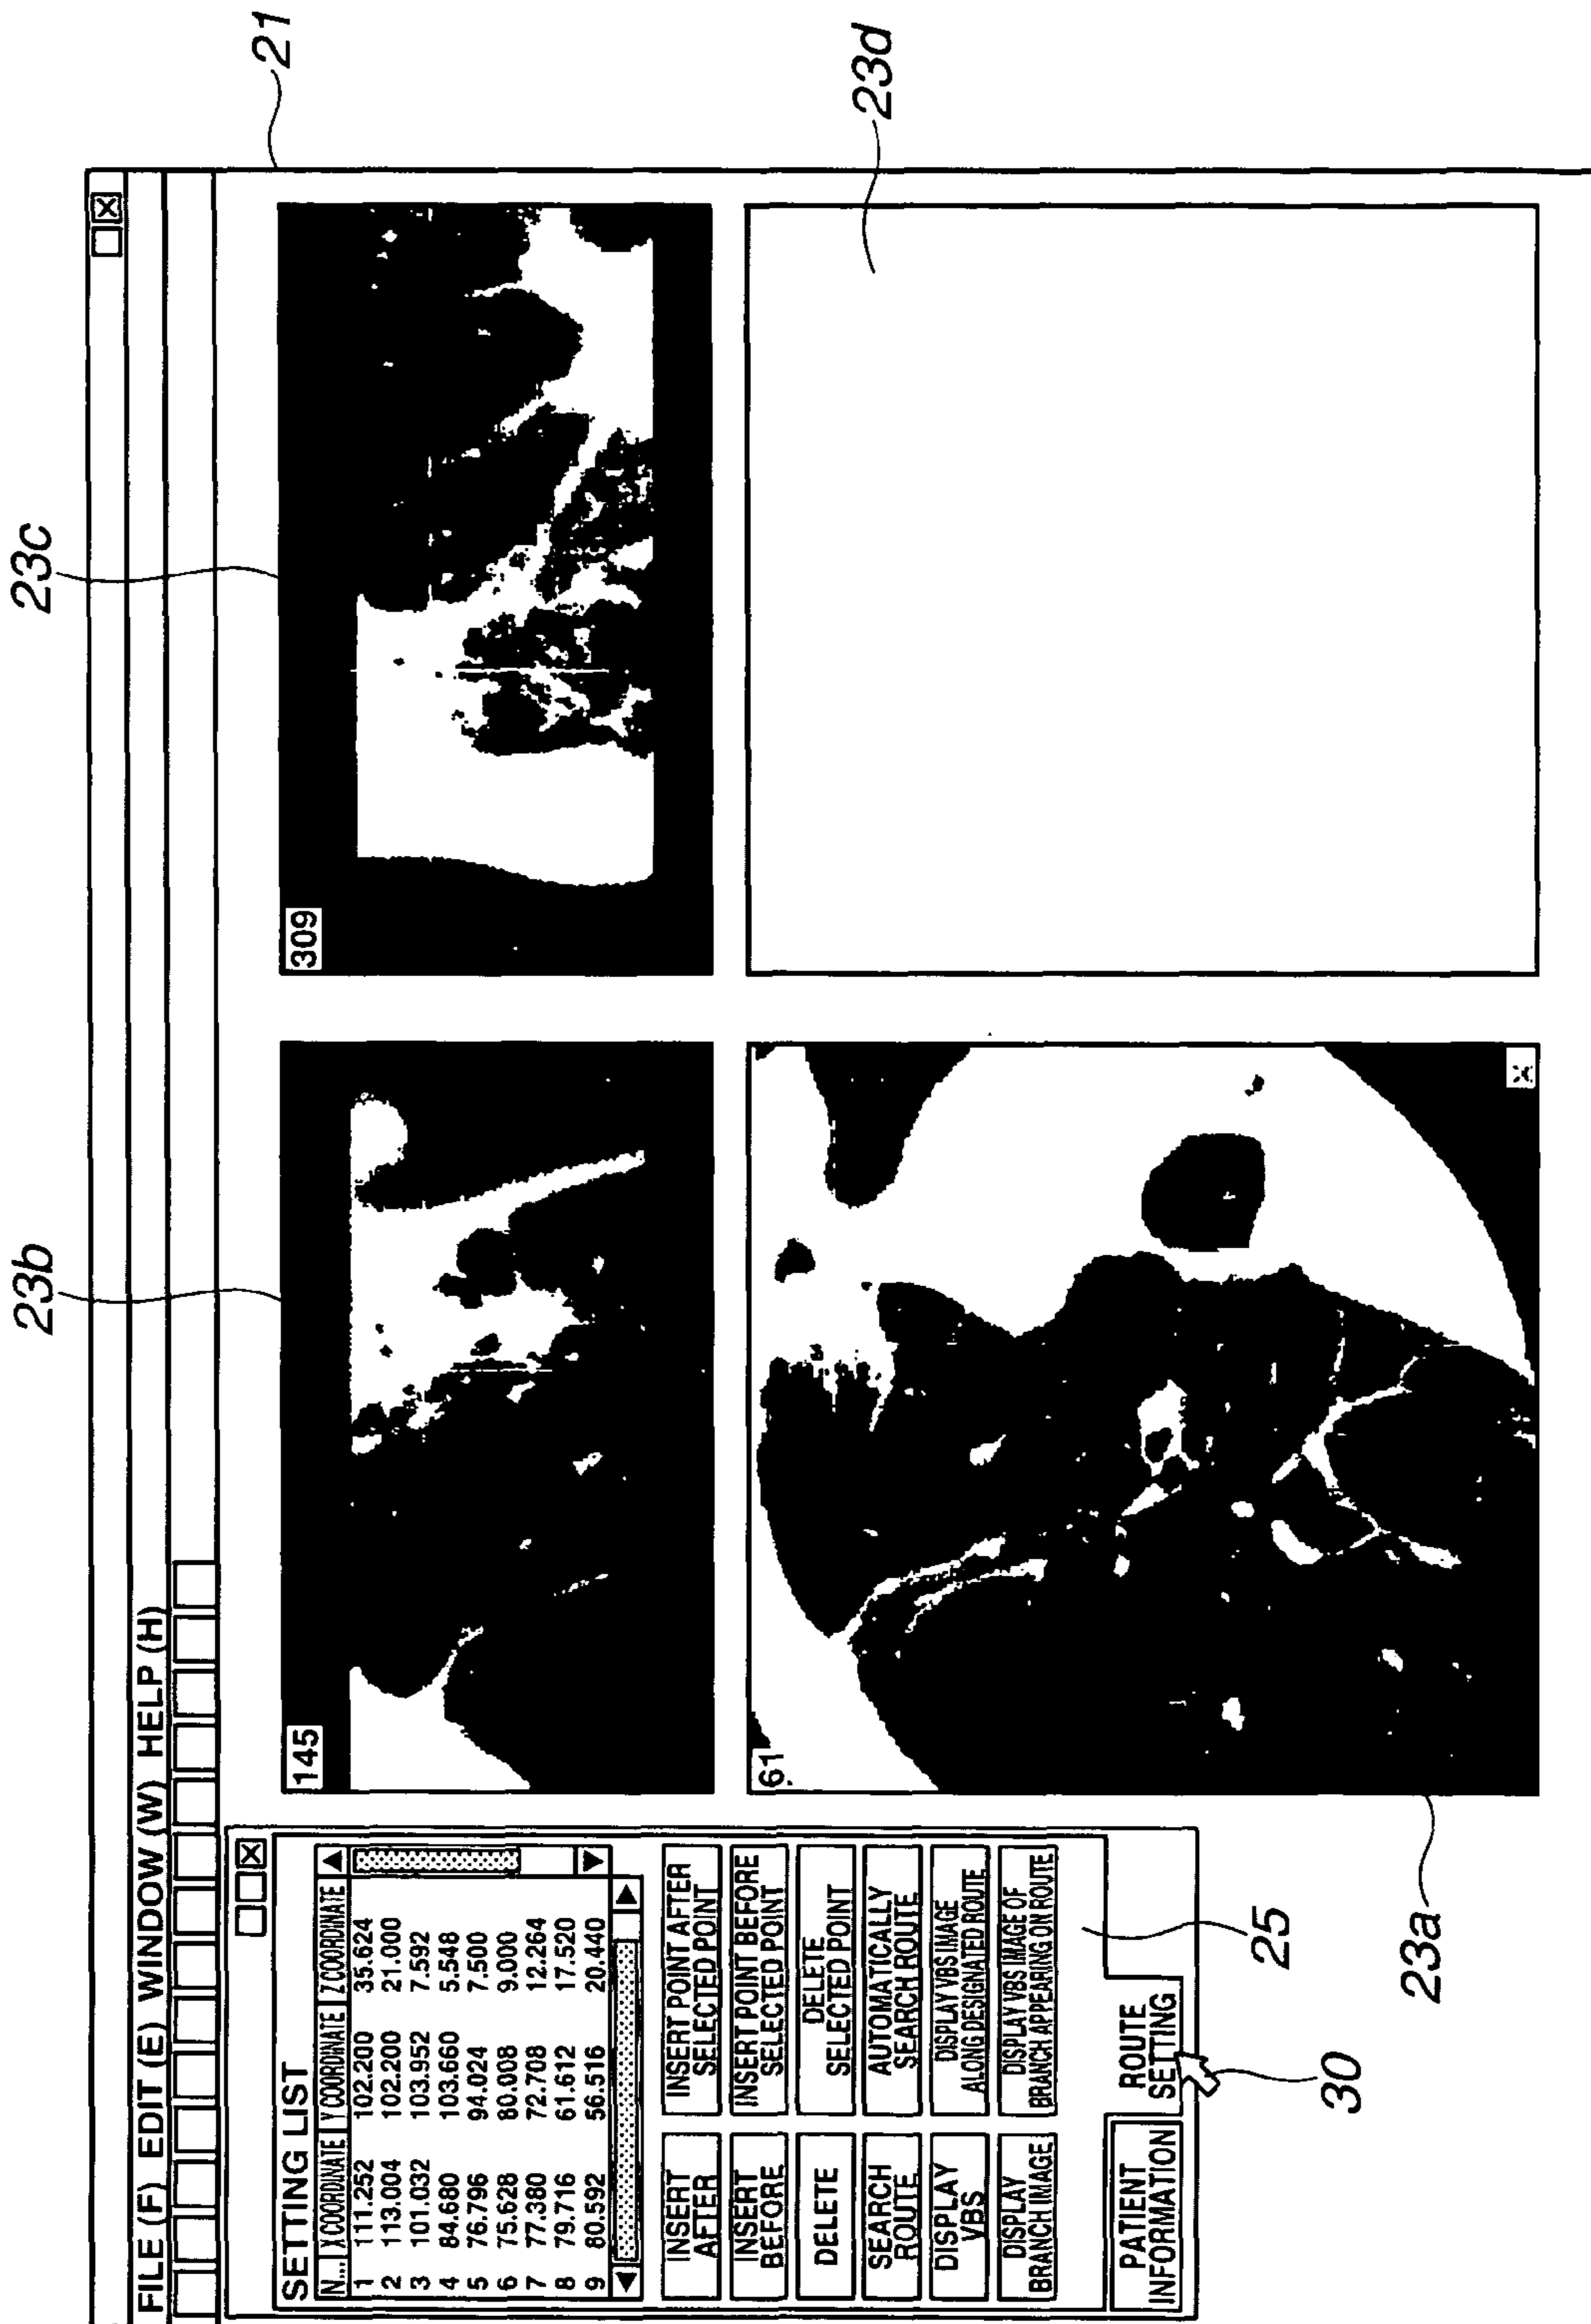 21
FILE (F) EDIT (E) WINDOW (W) HELP (H)
23b
23c
SETTING LIST
N... X COORDINATE Y COORDINATE Z COORDINATE
1 111.252 102.200 35.624
2 113.004 102.200 21.000
3 101.032 103.952 7.592
4 84.680 103.660 5.548
5 76.796 94.024 7.500
6 75.628 80.008 9.000
7 77.380 72.708 12.264
8 79.716 61.612 17.520
9 80.592 56.516 20.440
INSERT
AFTER
INSERT POINT AFTER
SELECTED POINT
INSERT
BEFORE
INSERT POINT BEFORE
SELECTED POINT
DELETE
DELETE
SELECTED POINT
SEARCH
ROUTE
AUTOMATICALLY
SEARCH ROUTE
DISPLAY
VBS
DISPLAY VBS IMAGE
ALONG DESIGNATED ROUTE
DISPLAY
BRANCH IMAGE
DISPLAY VBS IMAGE OF
BRANCH APPEARING ON ROUTE
PATIENT
INFORMATION
ROUTE
SETTING
30
25
145
309
61
23a
23d